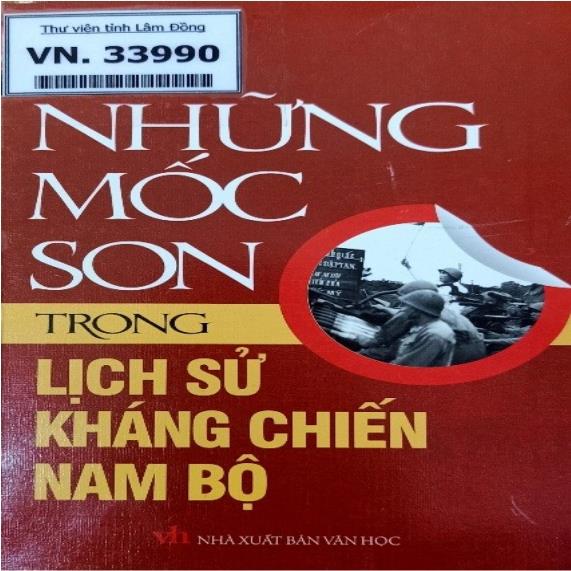 Thư viện tỉnh Lâm Đồng
VN. 33990
NHỮNG
MỐC
SON
TRONG
LỊCH SỬ
KHÁNG CHIẾN
NAM BỘ
vh NHÀ XUẤT BẢN VĂN HỌC